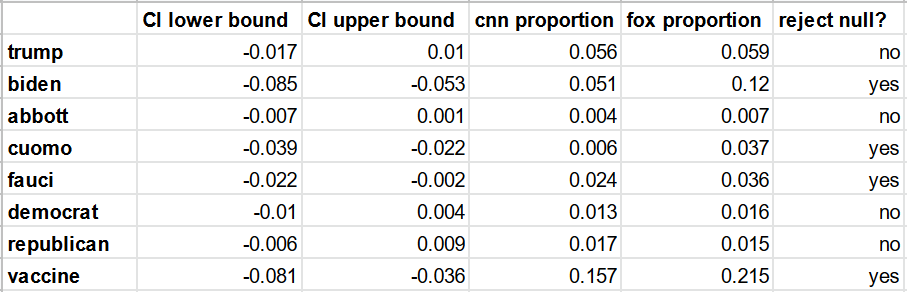 CI lower bound CI upper bound cnn proportion fox proportion reject null?
trump -0.017 0.01 0.056 0.059 no
biden -0.085 -0.053 0.051 0.12 yes
abbott -0.007 0.001 0.004 0.007 no
cuomo -0.039 -0.022 0.006 0.037 yes
fauci -0.022 -0.002 0.024 0.036 yes
democrat -0.01 0.004 0.013 0.016 no
republican -0.006 0.009 0.017 0.015 no
vaccine -0.081 -0.036 0.157 0.215 yes